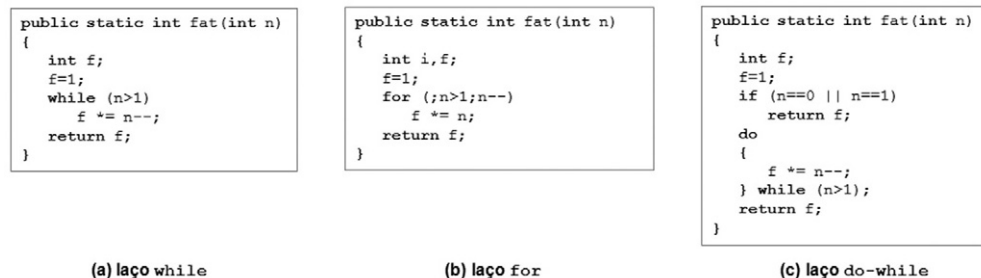 public static int fat(int n)
{
int f;
f=1;
while (n>1)
f *= n--;
return f;
}
(a) laço while
public static int fat(int n)
{
int i,f;
f=1;
for (;n>1;n--)
f *= n;
return f;
}
(b) laço for
public static int fat(int n)
{
int f;
f=1;
if (n==0 || n==1)
return f;
do
{
f *= n--;
} while (n>1);
return f;
}
(c) laço do-while